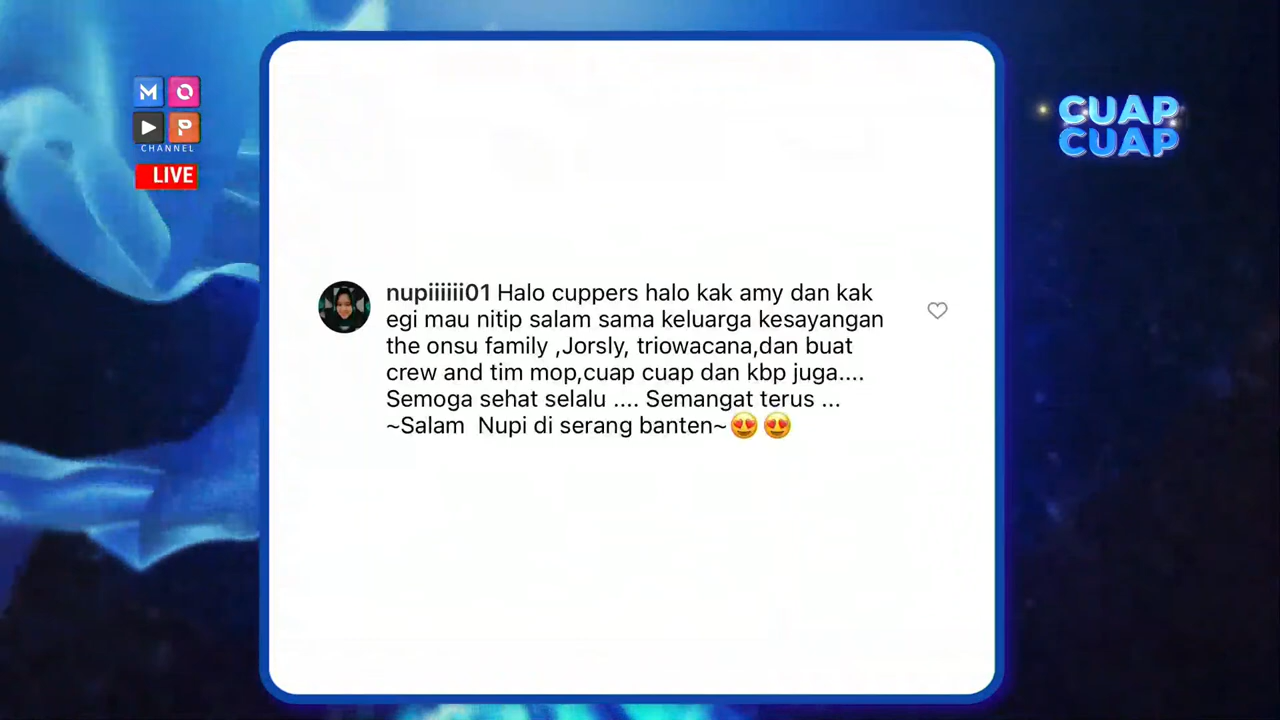 M O
P
CHANNEL
LIVE
CUAP
CUAP
nupiiiiiii01 Halo cuppers halo kak amy dan kak
egi mau nitip salam sama keluarga kesayangan
the onsu family ,Jorsly, triowacana,dan buat
crew and tim mop,cuap cuap dan kbp juga....
Semoga sehat selalu .... Semangat terus ...
~Salam  Nupi di serang banten~😍 😍